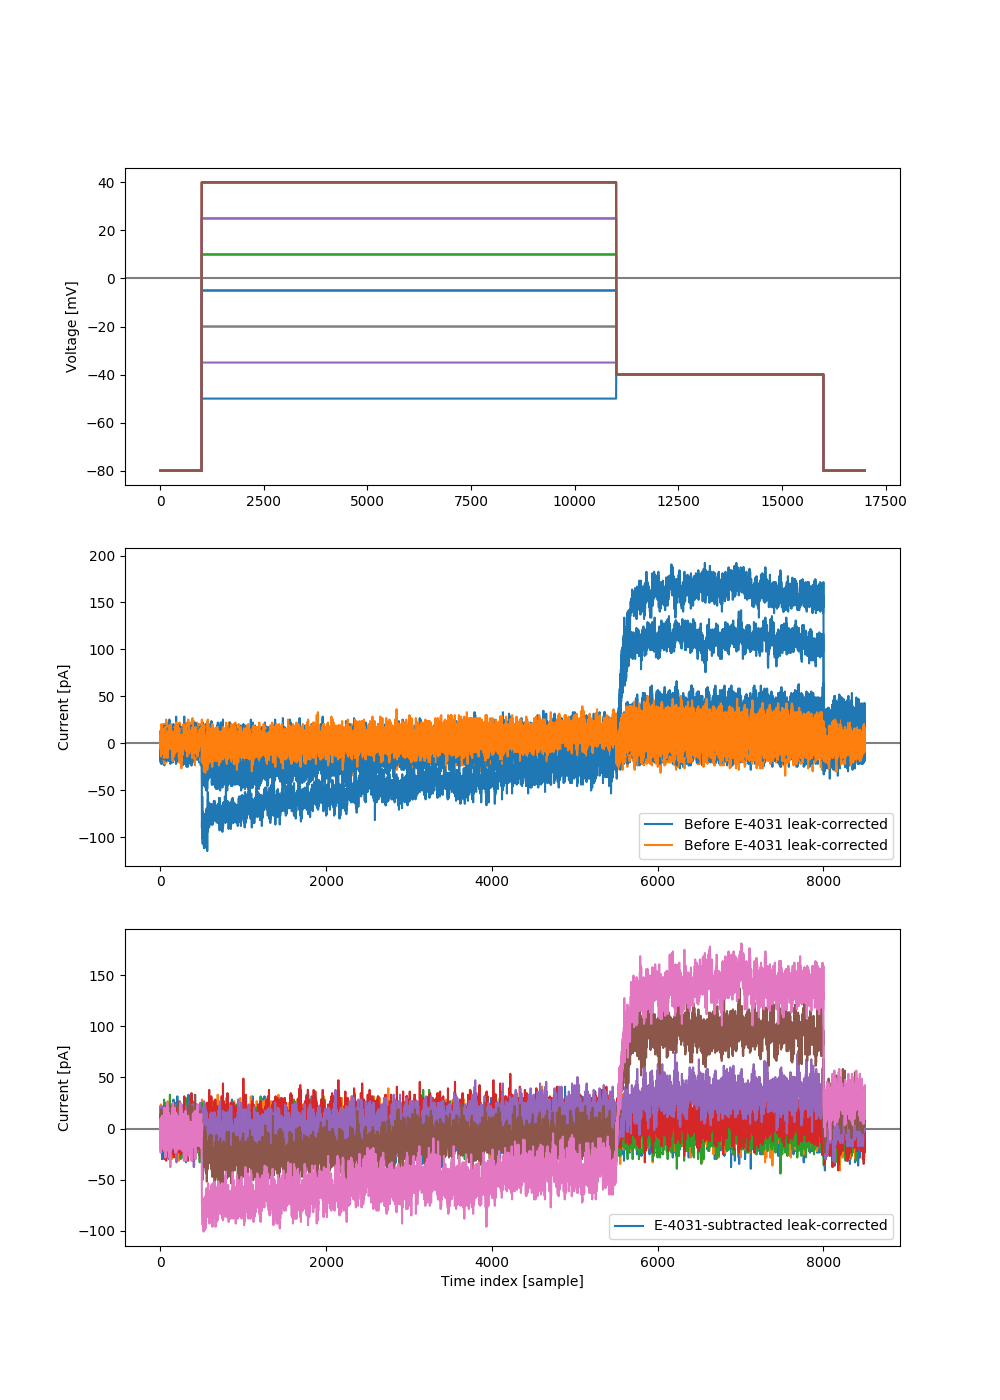 40
20
0
−20
−40
−60
−80
Voltage [mV]
0 2500 5000 7500 10000 12500 15000 17500
200
150
100
50
0
−50
−100
Current [pA]
Before E-4031 leak-corrected
Before E-4031 leak-corrected
0 2000 4000 6000 8000
150
100
50
0
−50
−100
Current [pA]
E-4031-subtracted leak-corrected
0 2000 4000 6000 8000
Time index [sample]